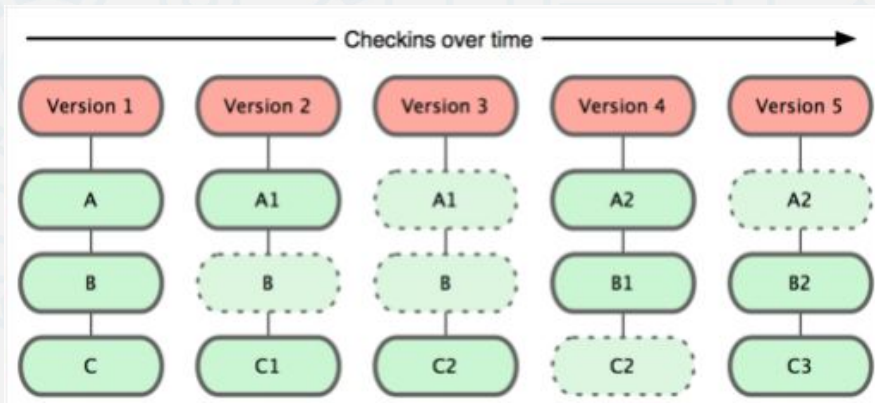 Checkins over time
Version 1 Version 2 Version 3 Version 4 Version 5
A A1 A1 A2 A2
B B B B1 B2
C C1 C2 C2 C3